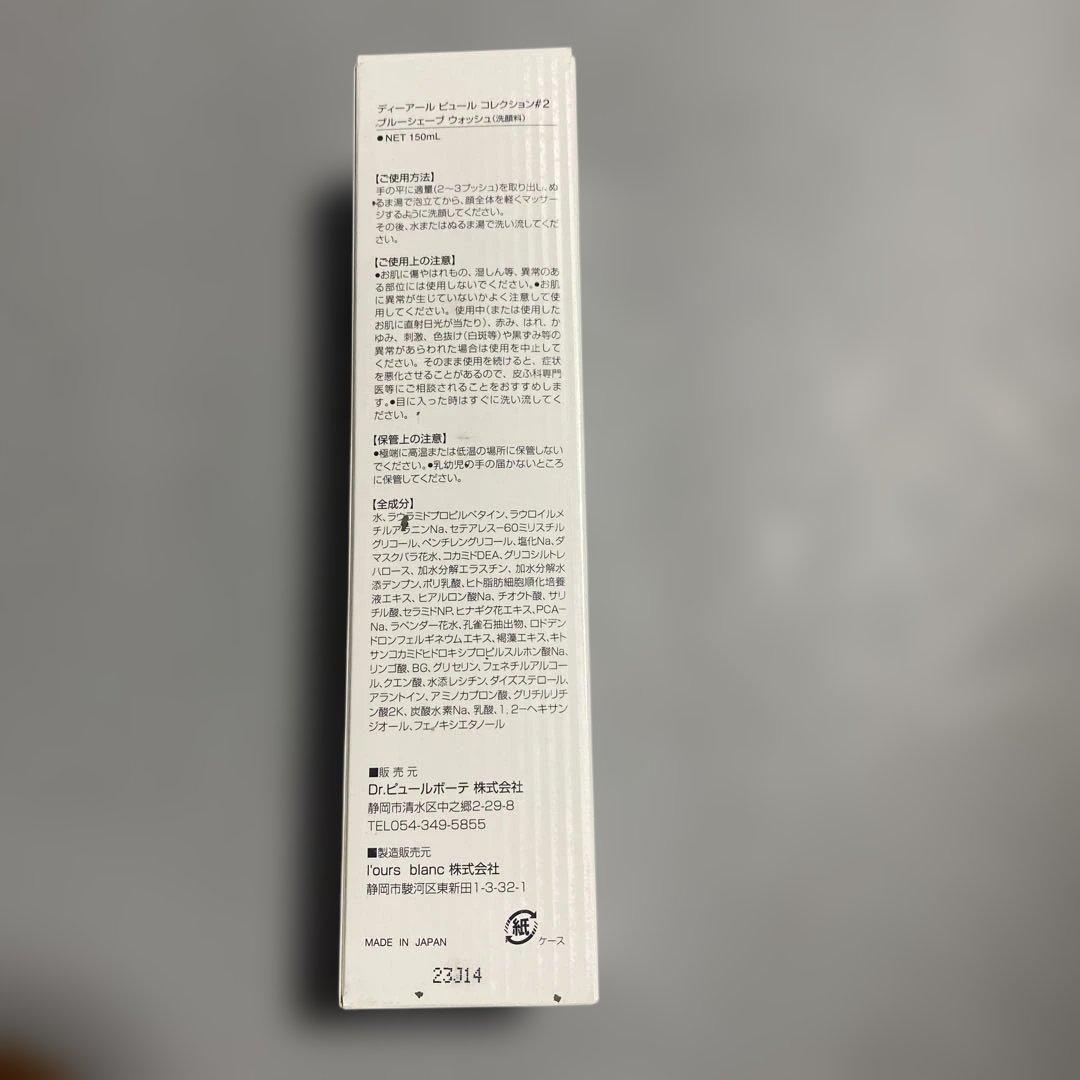 ディーアール ピュール コレクション#2
ブルーシェーブ ウォッシュ(洗顔料)
●NET 150mL
【ご使用方法】
手の平に適量(2〜3プッシュ)を取り出し、ぬ
るま湯で泡立てから、顔全体を軽くマッサー
ジするように洗顔してください。
その後、水またはぬるま湯で洗い流してくだ
さい。
【ご使用上の注意】
●お肌に傷やはれもの、湿しん等、異常のあ
る部位には使用しないでください。●お肌
に異常が生じていないかよく注意して使
用してください。使用中(または使用した
お肌に直射日光が当たり)、赤み、はれ、か
ゆみ、刺激、色抜け(白斑等)や黒ずみ等の
異常があらわれた場合は使用を中止して
ください。そのまま使用を続けると、症状
を悪化させることがあるので、皮ふ科専門
医等にご相談されることをおすすめしま
す。●目に入った時はすぐに洗い流してく
ださい。
【保管上の注意】
●極端に高温または低温の場所に保管しない
でください。●乳幼児の手の届かないところ
に保管してください。
【全成分】
水、ラウラミドプロピルベタイン、ラウロイルメ
チルアラニンNa、セテアレス-60ミリスチル
グリコール、ペンチレングリコール、塩化Na、ダ
マスクバラ花水、コカミドDEA、グリコシルトレ
ハロース、加水分解エラスチン、加水分解水
添デンプン、ポリ乳酸、ヒト脂肪細胞順化培養
液エキス、ヒアルロン酸Na、チオクト酸、サリ
チル酸、セラミドNP、ヒナギク花エキス、PCA-
Na、ラベンダー花水、孔雀石抽出物、ロドデン
ドロンフェルギネウムエキス、褐藻エキス、キト
サンコカミドヒドロキシプロピルスルホン酸Na、
リンゴ酸、BG、グリセリン、フェネチルアルコー
ル、クエン酸、水添レシチン、ダイズステロール、
アラントイン、アミノカプロン酸、グリチルリチ
ン酸2K、炭酸水素Na、乳酸、1,2-ヘキサン
ジオール、フェノキシエタノール
■販売元
Dr.ピュールボーテ 株式会社
静岡市清水区中之郷2-29-8
TEL054-349-5855
■製造販売元
l'ours blanc 株式会社
静岡市駿河区東新田1-3-32-1
紙
ケース
MADE IN JAPAN
23J14